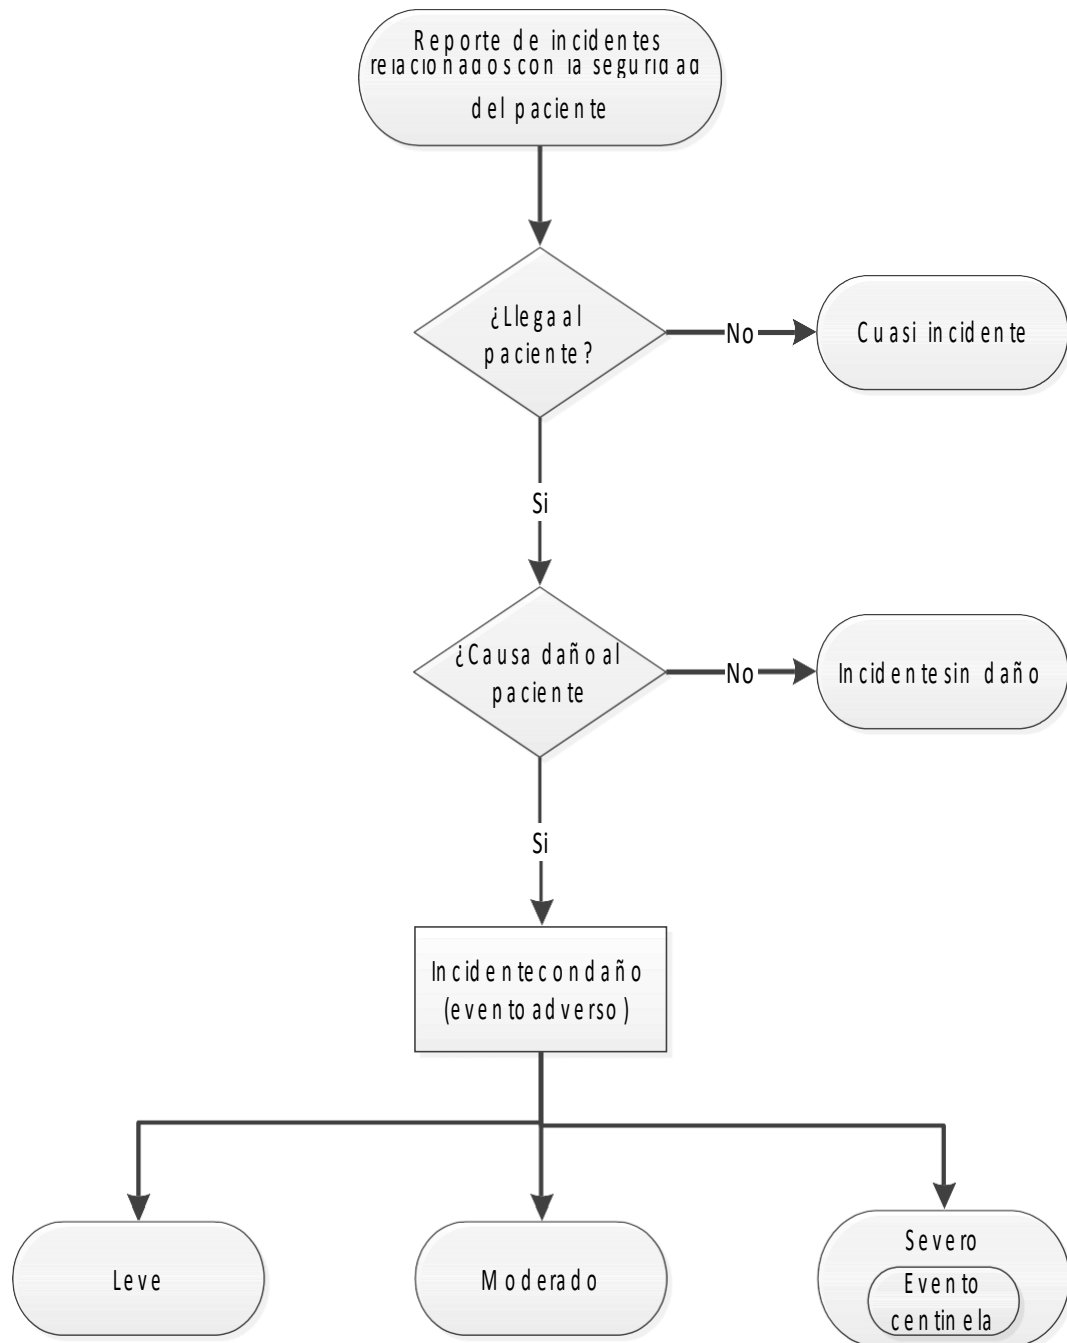 Reporte de incidentes
relacionados con la seguridad
del paciente
¿Llega al
paciente?
No
Cuasi incidente
Si
¿Causa daño al
paciente
No
Incidente sin daño
Si
Incidente con daño
(evento adverso)
Leve
Moderado
Severo
Evento
centinela